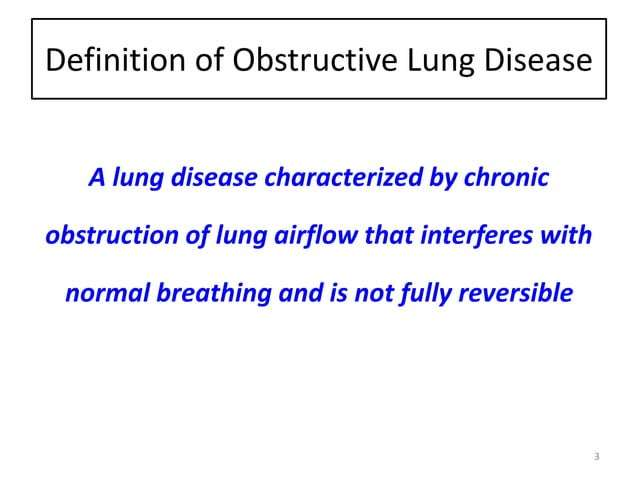 Definition of Obstructive Lung Disease
A lung disease characterized by chronic
obstruction of lung airflow that interferes with
normal breathing and is not fully reversible
3